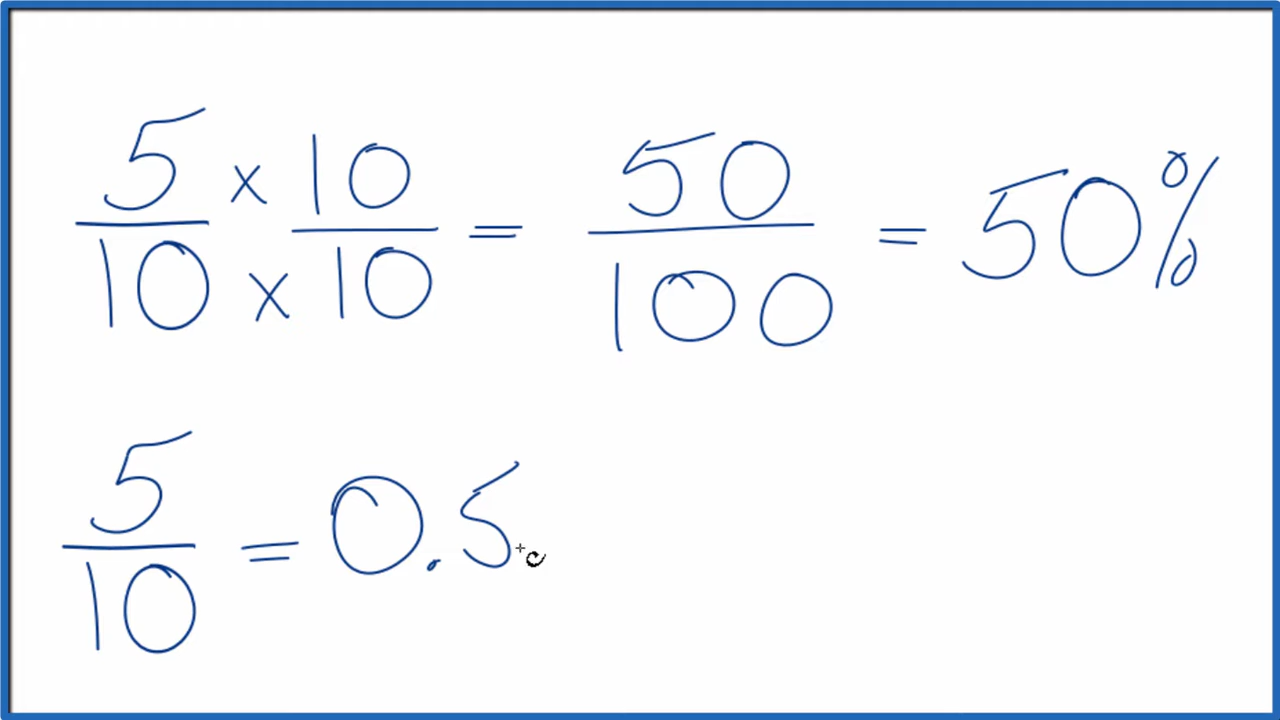 5/10 × 10/10 = 50/100 = 50%
5/10 = 0.5